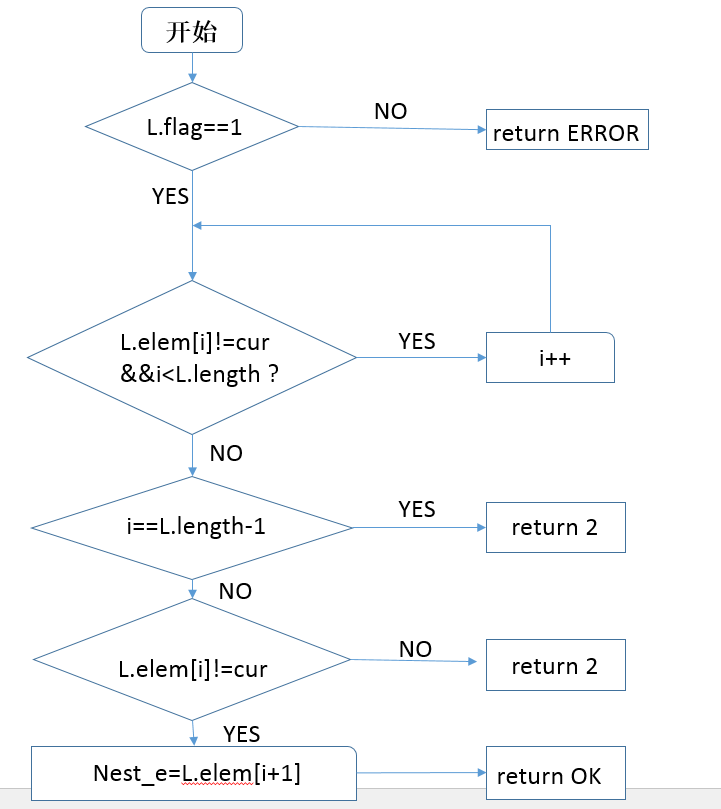 开始
L.flag==1
NO
return ERROR
YES
L.elem[i]!=cur
&&i<L.length ?
YES
i++
NO
i==L.length-1
YES
return 2
NO
L.elem[i]!=cur
NO
return 2
YES
Nest_e=L.elem[i+1]
return OK